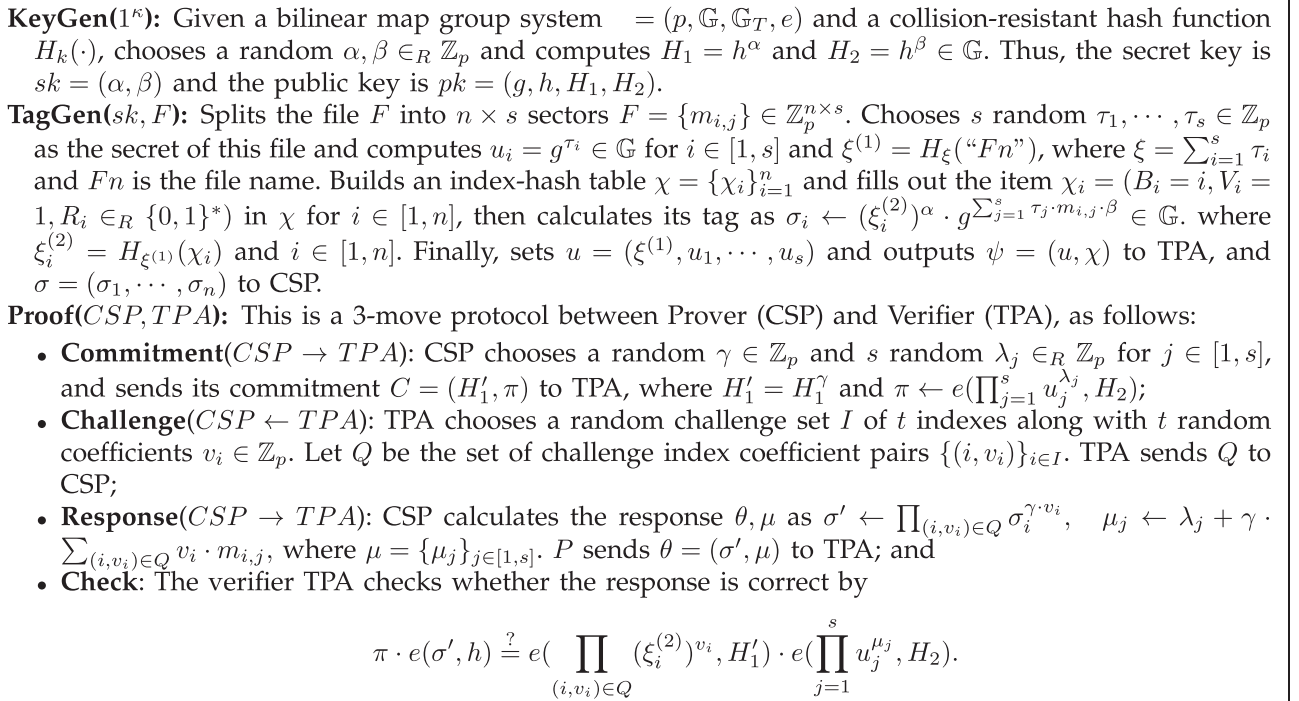 KeyGen(1^κ): Given a bilinear map group system = (p, 𝔾, 𝔾_T, e) and a collision-resistant hash function
H_k(·), chooses a random α, β ∈_R ℤ_p and computes H_1 = h^α and H_2 = h^β ∈ 𝔾. Thus, the secret key is
sk = (α, β) and the public key is pk = (g, h, H_1, H_2).
TagGen(sk, F): Splits the file F into n × s sectors F = {m_{i,j}} ∈ ℤ_p^{n×s}. Chooses s random τ_1, ⋯ , τ_s ∈ ℤ_p
as the secret of this file and computes u_i = g^{τ_i} ∈ 𝔾 for i ∈ [1, s] and ξ^{(1)} = H_ξ(“Fn”), where ξ = ∑_{i=1}^{s} τ_i
and Fn is the file name. Builds an index-hash table χ = {χ_i}_{i=1}^{n} and fills out the item χ_i = (B_i = i, V_i =
1, R_i ∈_R {0, 1}^*) in χ for i ∈ [1, n], then calculates its tag as σ_i ← (ξ_i^{(2)})^α · g^{∑_{j=1}^{s} τ_j·m_{i,j}·β} ∈ 𝔾. where
ξ_i^{(2)} = H_{ξ^{(1)}}(χ_i) and i ∈ [1, n]. Finally, sets u = (ξ^{(1)}, u_1, ⋯ , u_s) and outputs ψ = (u, χ) to TPA, and
σ = (σ_1, ⋯ , σ_n) to CSP.
Proof(CSP, TPA): This is a 3-move protocol between Prover (CSP) and Verifier (TPA), as follows:
• Commitment(CSP → TPA): CSP chooses a random γ ∈ ℤ_p and s random λ_j ∈_R ℤ_p for j ∈ [1, s],
and sends its commitment C = (H′_1, π) to TPA, where H′_1 = H_1^γ and π ← e(∏_{j=1}^{s} u_j^{λ_j}, H_2);
• Challenge(CSP ← TPA): TPA chooses a random challenge set I of t indexes along with t random
coefficients v_i ∈ ℤ_p. Let Q be the set of challenge index coefficient pairs {(i, v_i)}_{i∈I}. TPA sends Q to
CSP;
• Response(CSP → TPA): CSP calculates the response θ, μ as σ′ ← ∏_{(i,v_i)∈Q} σ_i^{γ·v_i}, μ_j ← λ_j + γ ·
∑_{(i,v_i)∈Q} v_i · m_{i,j}, where μ = {μ_j}_{j∈[1,s]}. P sends θ = (σ′, μ) to TPA; and
• Check: The verifier TPA checks whether the response is correct by
π · e(σ′, h) ≟ e(∏_{(i,v_i)∈Q} (ξ_i^{(2)})^{v_i}, H′_1) · e(∏_{j=1}^{s} u_j^{μ_j}, H_2).